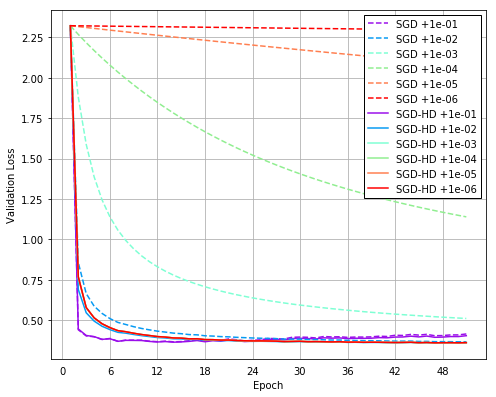 2.25
2.00
1.75
1.50
1.25
1.00
0.75
0.50
Validation Loss
0 6 12 18 24 30 36 42 48
Epoch
SGD +1e-01
SGD +1e-02
SGD +1e-03
SGD +1e-04
SGD +1e-05
SGD +1e-06
SGD-HD +1e-01
SGD-HD +1e-02
SGD-HD +1e-03
SGD-HD +1e-04
SGD-HD +1e-05
SGD-HD +1e-06